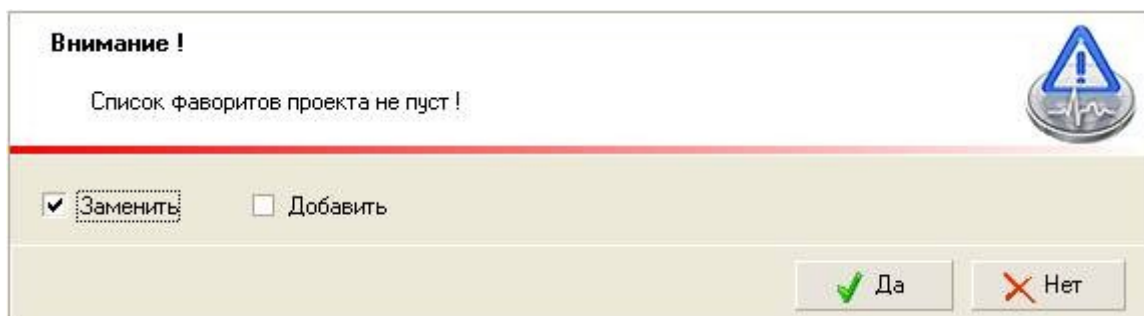 Внимание !
Список фаворитов проекта не пуст !
Заменить Добавить
Да Нет